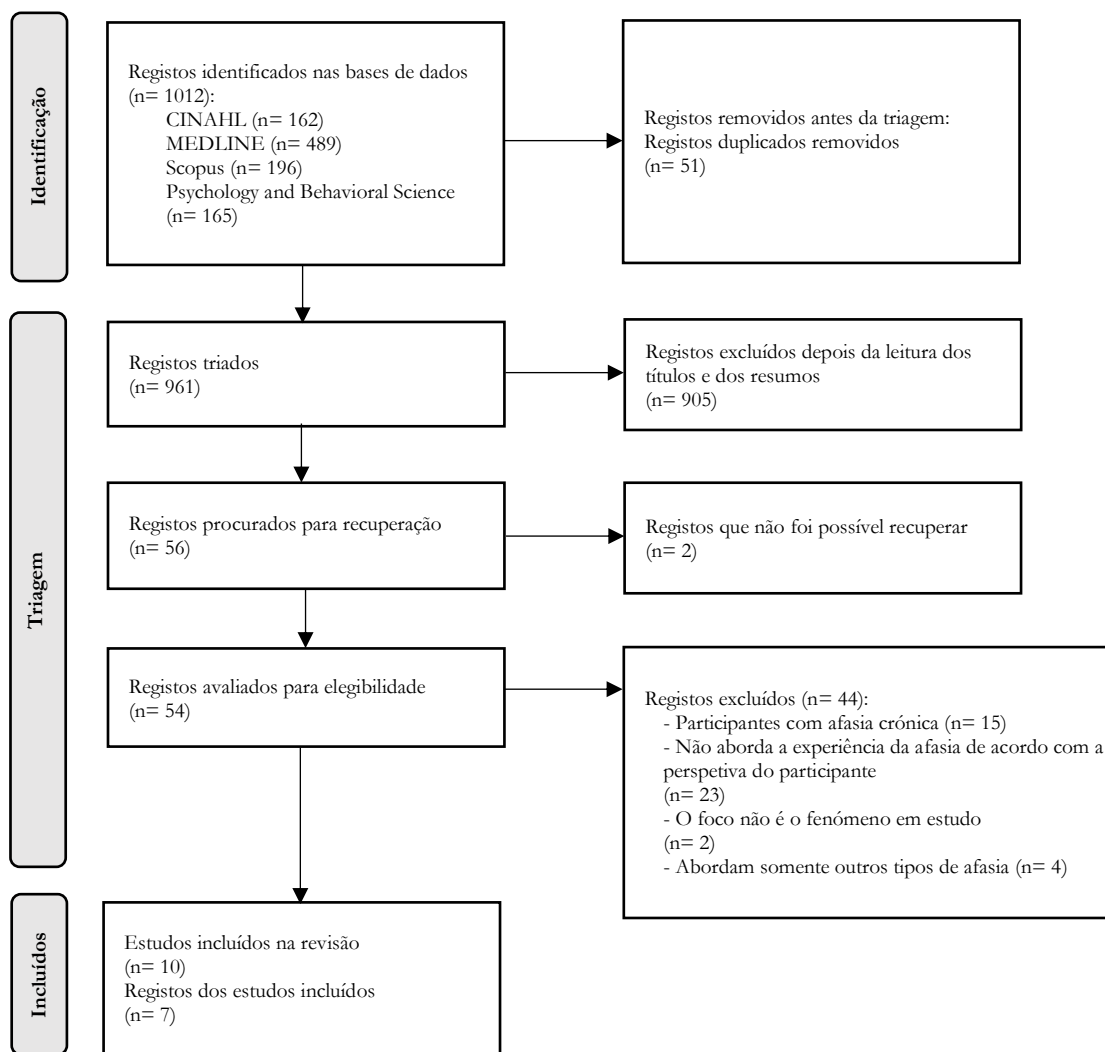 Identificação
Registos identificados nas bases de dados
(n= 1012):
CINAHL (n= 162)
MEDLINE (n= 489)
Scopus (n= 196)
Psychology and Behavioral Science
(n= 165)
Registos removidos antes da triagem:
Registos duplicados removidos
(n= 51)
Triagem
Registos triados
(n= 961)
Registos excluídos depois da leitura dos
títulos e dos resumos
(n= 905)
Registos procurados para recuperação
(n= 56)
Registos que não foi possível recuperar
(n= 2)
Registos avaliados para elegibilidade
(n= 54)
Registos excluídos (n= 44):
- Participantes com afasia crónica (n= 15)
- Não aborda a experiência da afasia de acordo com a
perspetiva do participante
(n= 23)
- O foco não é o fenómeno em estudo
(n= 2)
- Abordam somente outros tipos de afasia (n= 4)
Incluídos
Estudos incluídos na revisão
(n= 10)
Registos dos estudos incluídos
(n= 7)